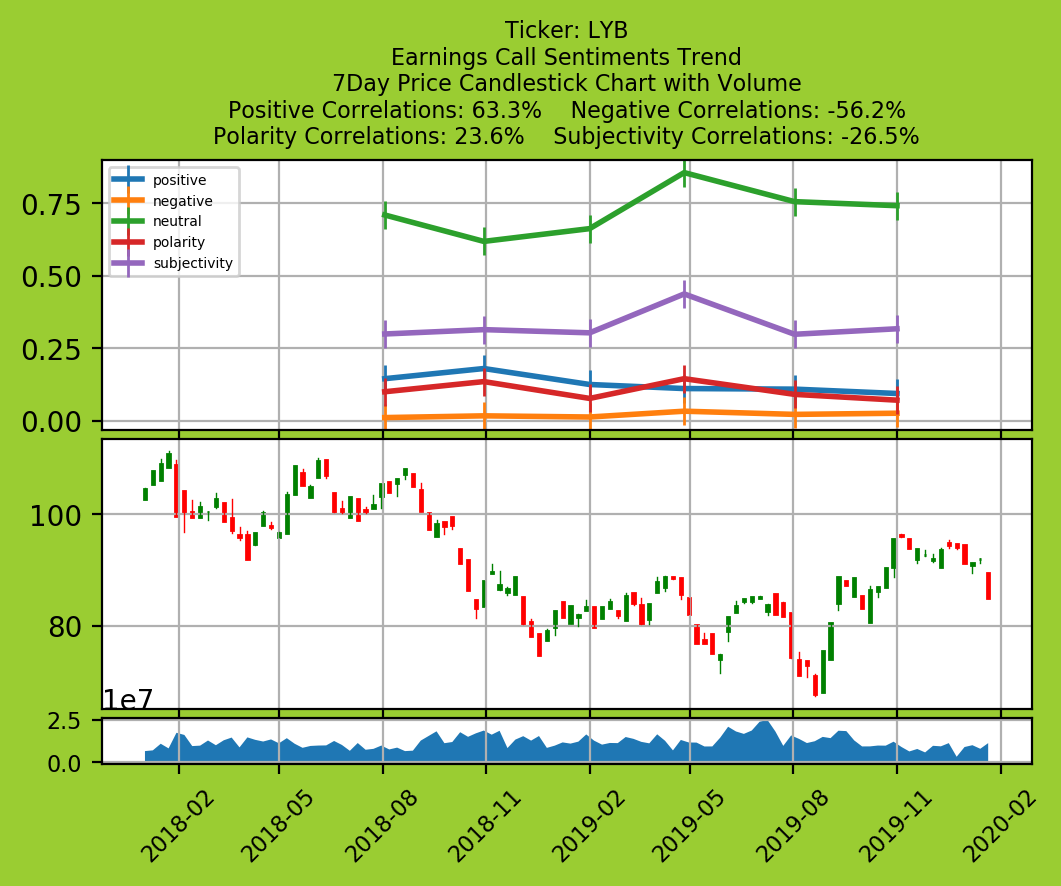 Ticker: LYB
Earnings Call Sentiments Trend
7Day Price Candlestick Chart with Volume
Positive Correlations: 63.3%    Negative Correlations: -56.2%
Polarity Correlations: 23.6%    Subjectivity Correlations: -26.5%
positive
negative
neutral
polarity
subjectivity
0.75
0.50
0.25
0.00
100
80
1e7
2.5
0.0
2018-02
2018-05
2018-08
2018-11
2019-02
2019-05
2019-08
2019-11
2020-02